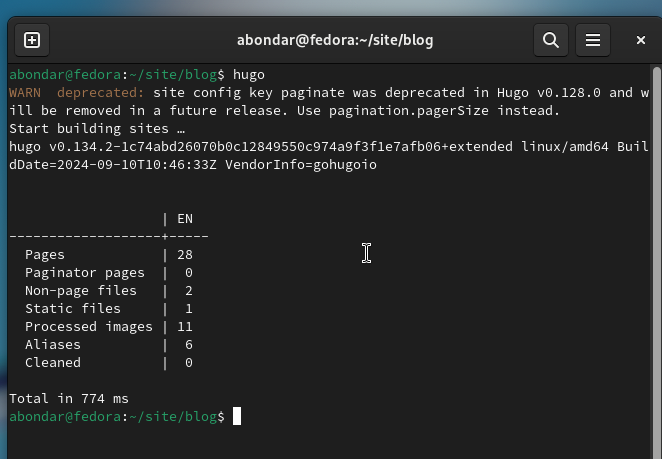 abondar@fedora:~/site/blog
abondar@fedora:~/site/blog$ hugo
WARN  deprecated: site config key paginate was deprecated in Hugo v0.128.0 and w
ill be removed in a future release. Use pagination.pagerSize instead.
Start building sites …
hugo v0.134.2-1c74abd26070b0c12849550c974a9f3f1e7afb06+extended linux/amd64 Buil
dDate=2024-09-10T10:46:33Z VendorInfo=gohugoio
                   | EN
-------------------+-----
  Pages            | 28
  Paginator pages  |  0
  Non-page files   |  2
  Static files     |  1
  Processed images | 11
  Aliases          |  6
  Cleaned          |  0
Total in 774 ms
abondar@fedora:~/site/blog$